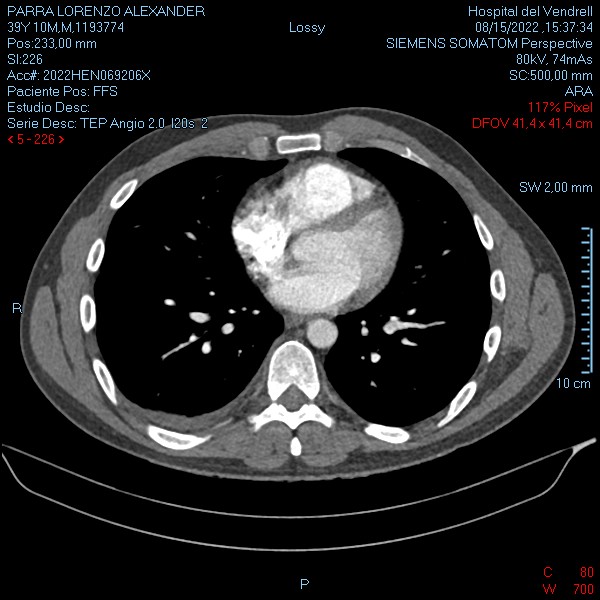 PARRA LORENZO ALEXANDER
39Y 10M,M,1193774
Pos:233,00 mm
SI:226
Acc#: 2022HEN069206X
Paciente Pos: FFS
Estudio Desc:
Serie Desc: TEP Angio 2.0 I20s 2
< 5 - 226 >
Lossy
Hospital del Vendrell
08/15/2022 ,15:37:34
SIEMENS SOMATOM Perspective
80kV, 74mAs
SC:500,00 mm
ARA
117% Pixel
DFOV 41,4 x 41,4 cm
SW 2,00 mm
R
10 cm
P
C 80
W 700